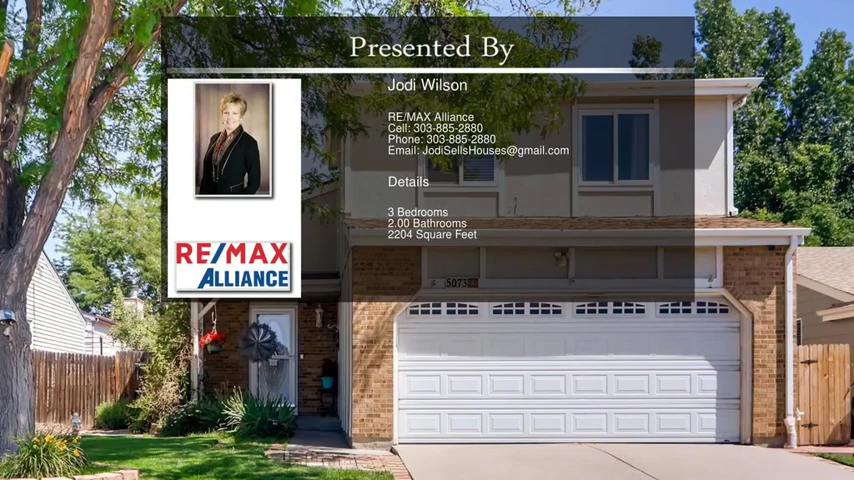 Presented By
Jodi Wilson
RE/MAX Alliance
Cell: 303-885-2880
Phone: 303-885-2880
Email: JodiSellsHouses@gmail.com
Details
3 Bedrooms
2.00 Bathrooms
2204 Square Feet
RE/MAX
ALLIANCE
5073